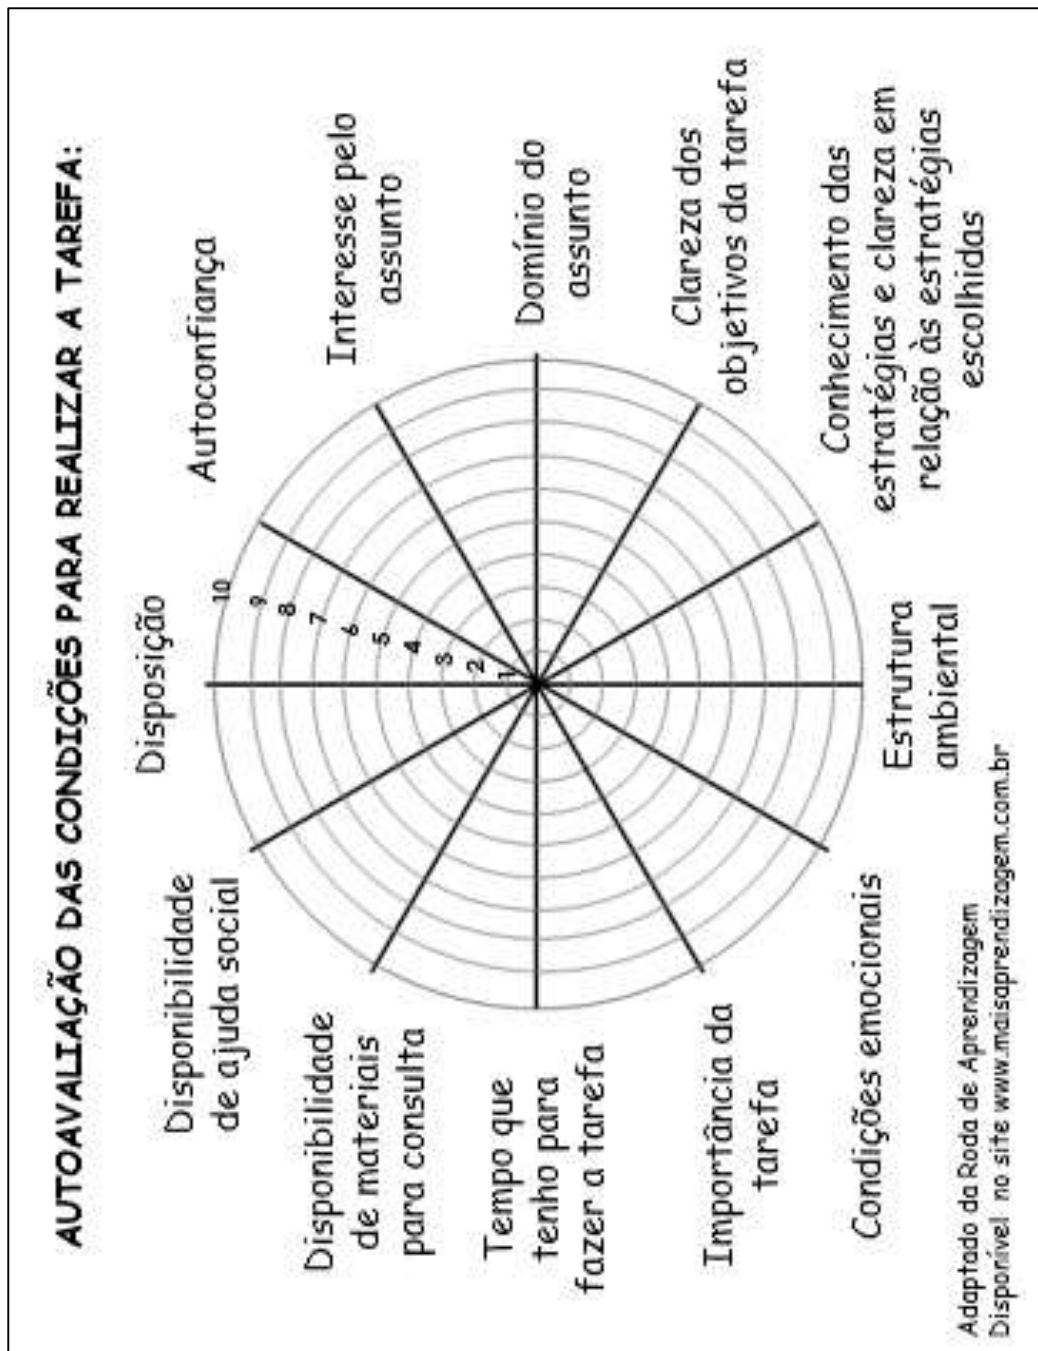 AUTOAVALIAÇÃO DAS CONDIÇÕES PARA REALIZAR A TAREFA:
Disposição
Autoconfiança
Interesse pelo
assunto
Domínio do
assunto
Clareza dos
objetivos da tarefa
Conhecimento das
estratégias e clareza em
relação às estratégias
escolhidas
Estrutura
ambiental
Condições emocionais
Importância da
tarefa
Tempo que
tenho para
fazer a tarefa
Disponibilidade
de materiais
para consulta
Disponibilidade
de ajuda social
10
9
8
7
6
5
4
3
2
1
Adaptado da Roda de Aprendizagem
Disponível no site www.maisaprendizagem.com.br